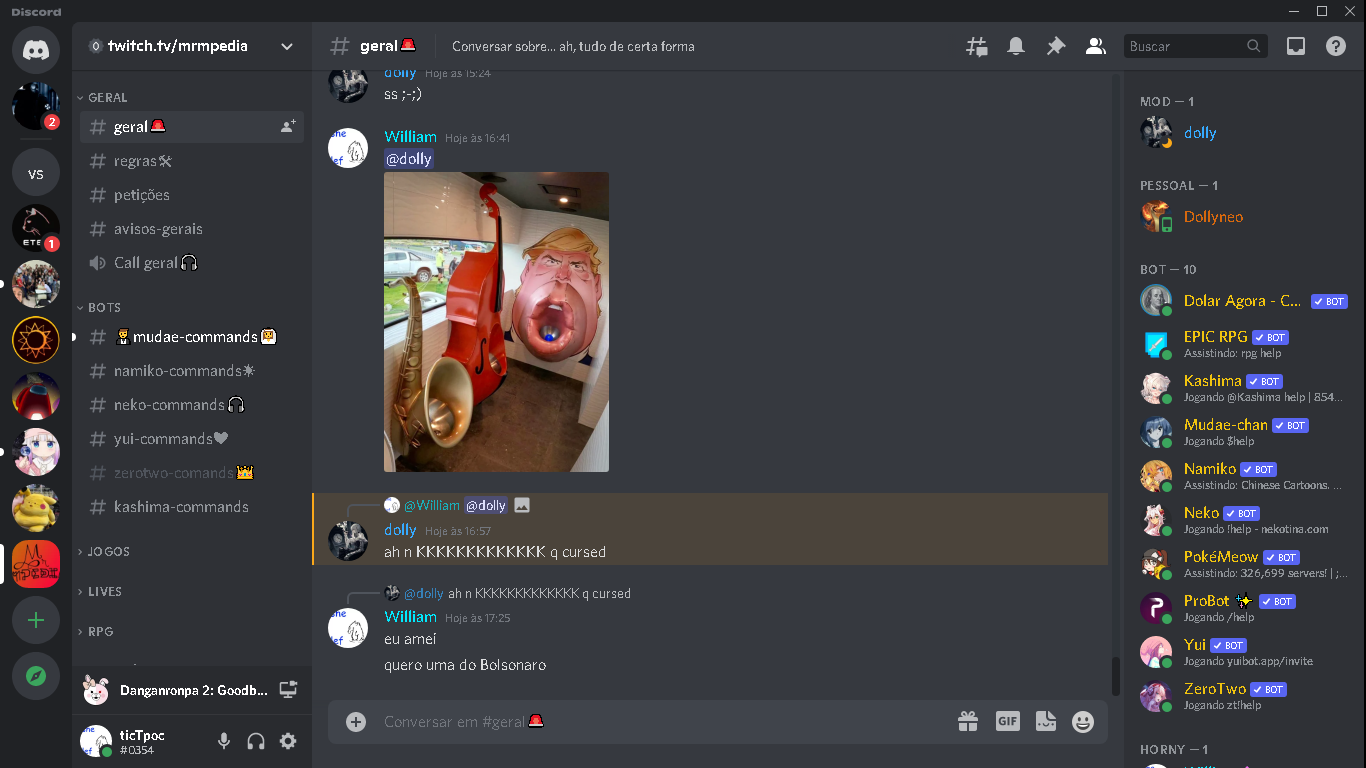 Discord
twitch.tv/mrmpedia
geral🚨
Conversar sobre... ah, tudo de certa forma
Buscar
2
VS
ETE
1
GERAL
geral🚨
regras🛠
petições
avisos-gerais
Call geral🎧
BOTS
mudae-commands
namiko-commands☀
neko-commands🎧
yui-commands❤
zerotwo-comands👑
kashima-commands
JOGOS
LIVES
RPG
Danganronpa 2: Goodb...
ticTpoc
#0354
dolly Hoje às 15:24
ss ;-;)
William Hoje às 16:41
@dolly
@William @dolly
dolly Hoje às 16:57
ah n KKKKKKKKKKKKK q cursed
@dolly ah n KKKKKKKKKKKKK q cursed
William Hoje às 17:25
eu amei
quero uma do Bolsonaro
Conversar em #geral🚨
GIF
MOD — 1
dolly
PESSOAL — 1
Dollyneo
BOT — 10
Dolar Agora - C... ✓ BOT
EPIC RPG ✓ BOT
Assistindo: rpg help
Kashima ✓ BOT
Jogando @Kashima help | 854...
Mudae-chan ✓ BOT
Jogando $help
Namiko ✓ BOT
Assistindo: Chinese Cartoons. ...
Neko ✓ BOT
Jogando !help - nekotina.com
PokéMeow ✓ BOT
Assistindo: 326,699 servers! | ;...
ProBot ✨ ✓ BOT
Jogando /help
Yui ✓ BOT
Jogando yuibot.app/invite
ZeroTwo ✓ BOT
Jogando zt!help
HORNY — 1